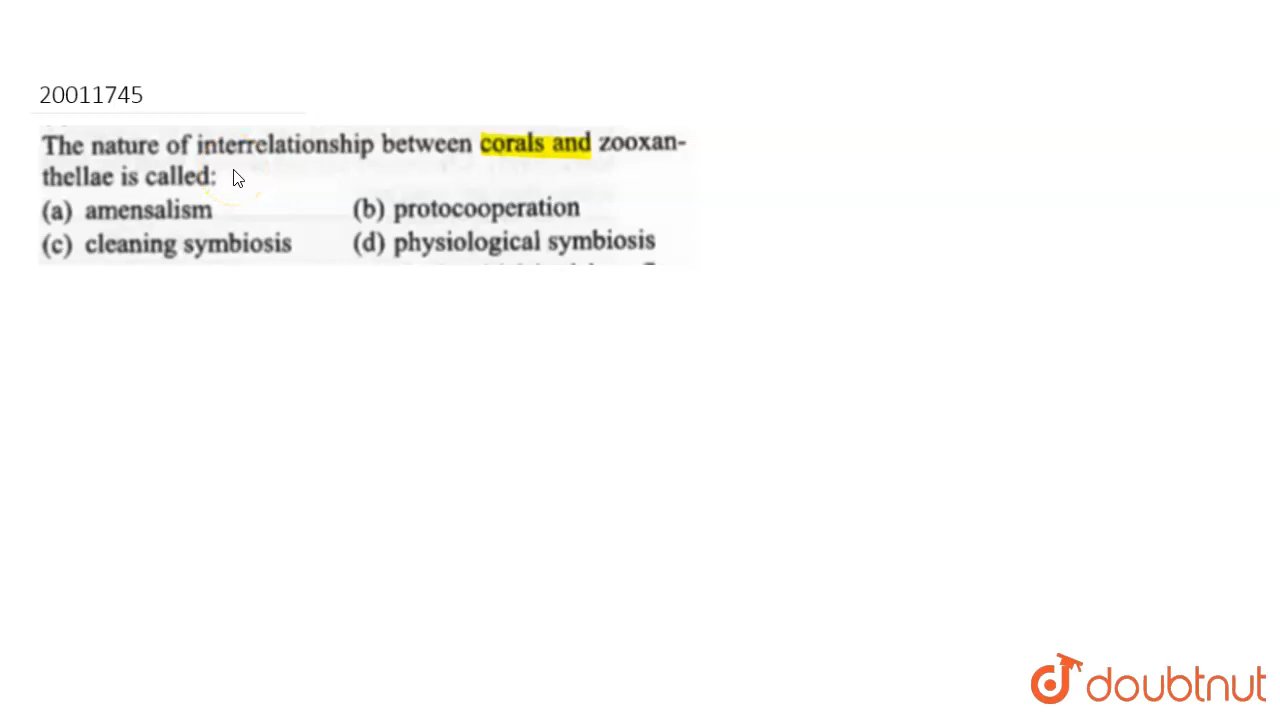 20011745
The nature of interrelationship between corals and zooxan-
thellae is called:
(a) amensalism (b) protocooperation
(c) cleaning symbiosis (d) physiological symbiosis
doubtnut